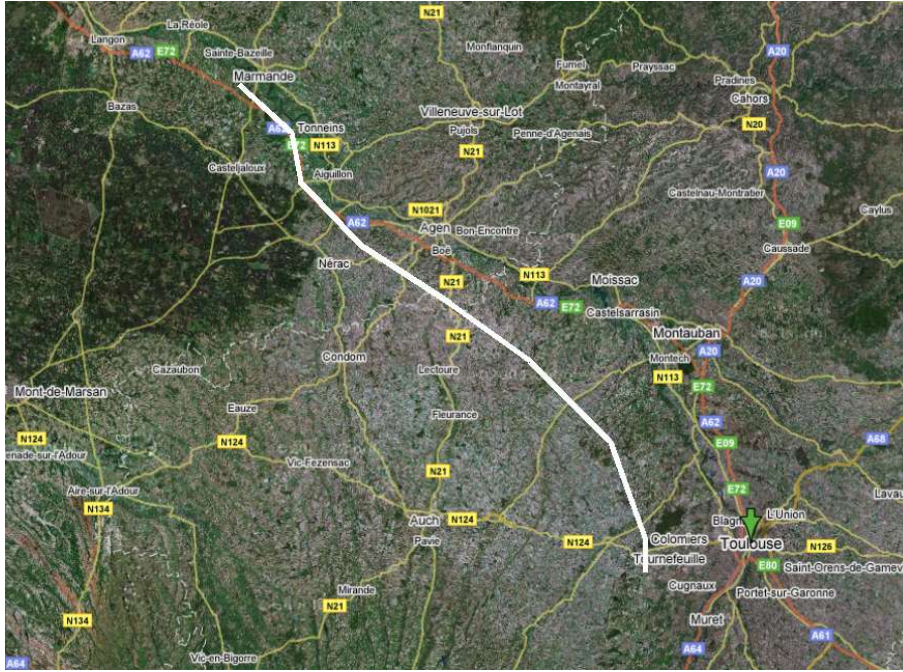 N21
La Réole
Langon
A62 E72
Sainte-Bazeille
Monflanquin
A20
Fumel
Prayssac
Marmande
Montayral
Pradines
Cahors
Bazas
Villeneuve-sur-Lot
Tonneins
E72
N113
Pujols
Penne-d'Agenais
N20
N21
Casteljaloux
Aiguillon
A20
Castelnau-Montratier
N1021
A62
Agen
Bon-Encontre
E09
Caylus
Boé
Caussade
Nérac
N21
N113
Moissac
A20
A62
E72
Castelsarrasin
N21
Montauban
Condom
Montech
A20
Cazaubon
Lectoure
N113
E72
Mont-de-Marsan
Eauze
Fleurance
A62
N124
N124
E09
A68
Vic-Fezensac
N21
Aire-sur-l'Adour
E72
N134
Auch
N124
L'Union
Pavie
N124
Colomiers
Toulouse
N126
Tournefeuille
E80
Saint-Orens-de-Gamev
Mirande
Cugnaux
Portet-sur-Garonne
N21
Muret
N134
A61
Vic-en-Bigorre
A64
A64